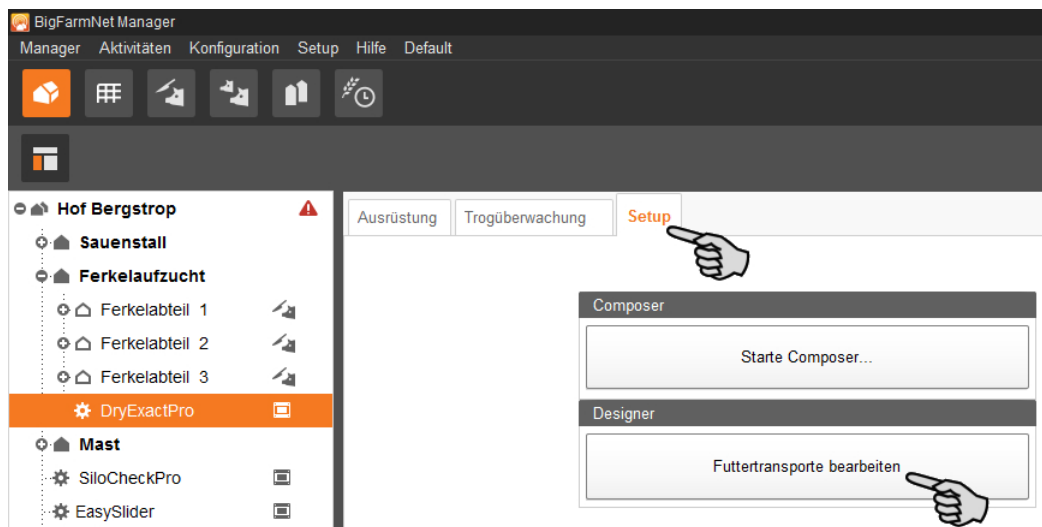 BigFarmNet Manager
Manager Aktivitäten Konfiguration Setup Hilfe Default
Hof Bergstrop
Sauenstall
Ferkelaufzucht
Ferkelabteil 1
Ferkelabteil 2
Ferkelabteil 3
DryExactPro
Mast
SiloCheckPro
EasySlider
Ausrüstung Trogüberwachung Setup
Composer
Starte Composer...
Designer
Futtertransporte bearbeiten